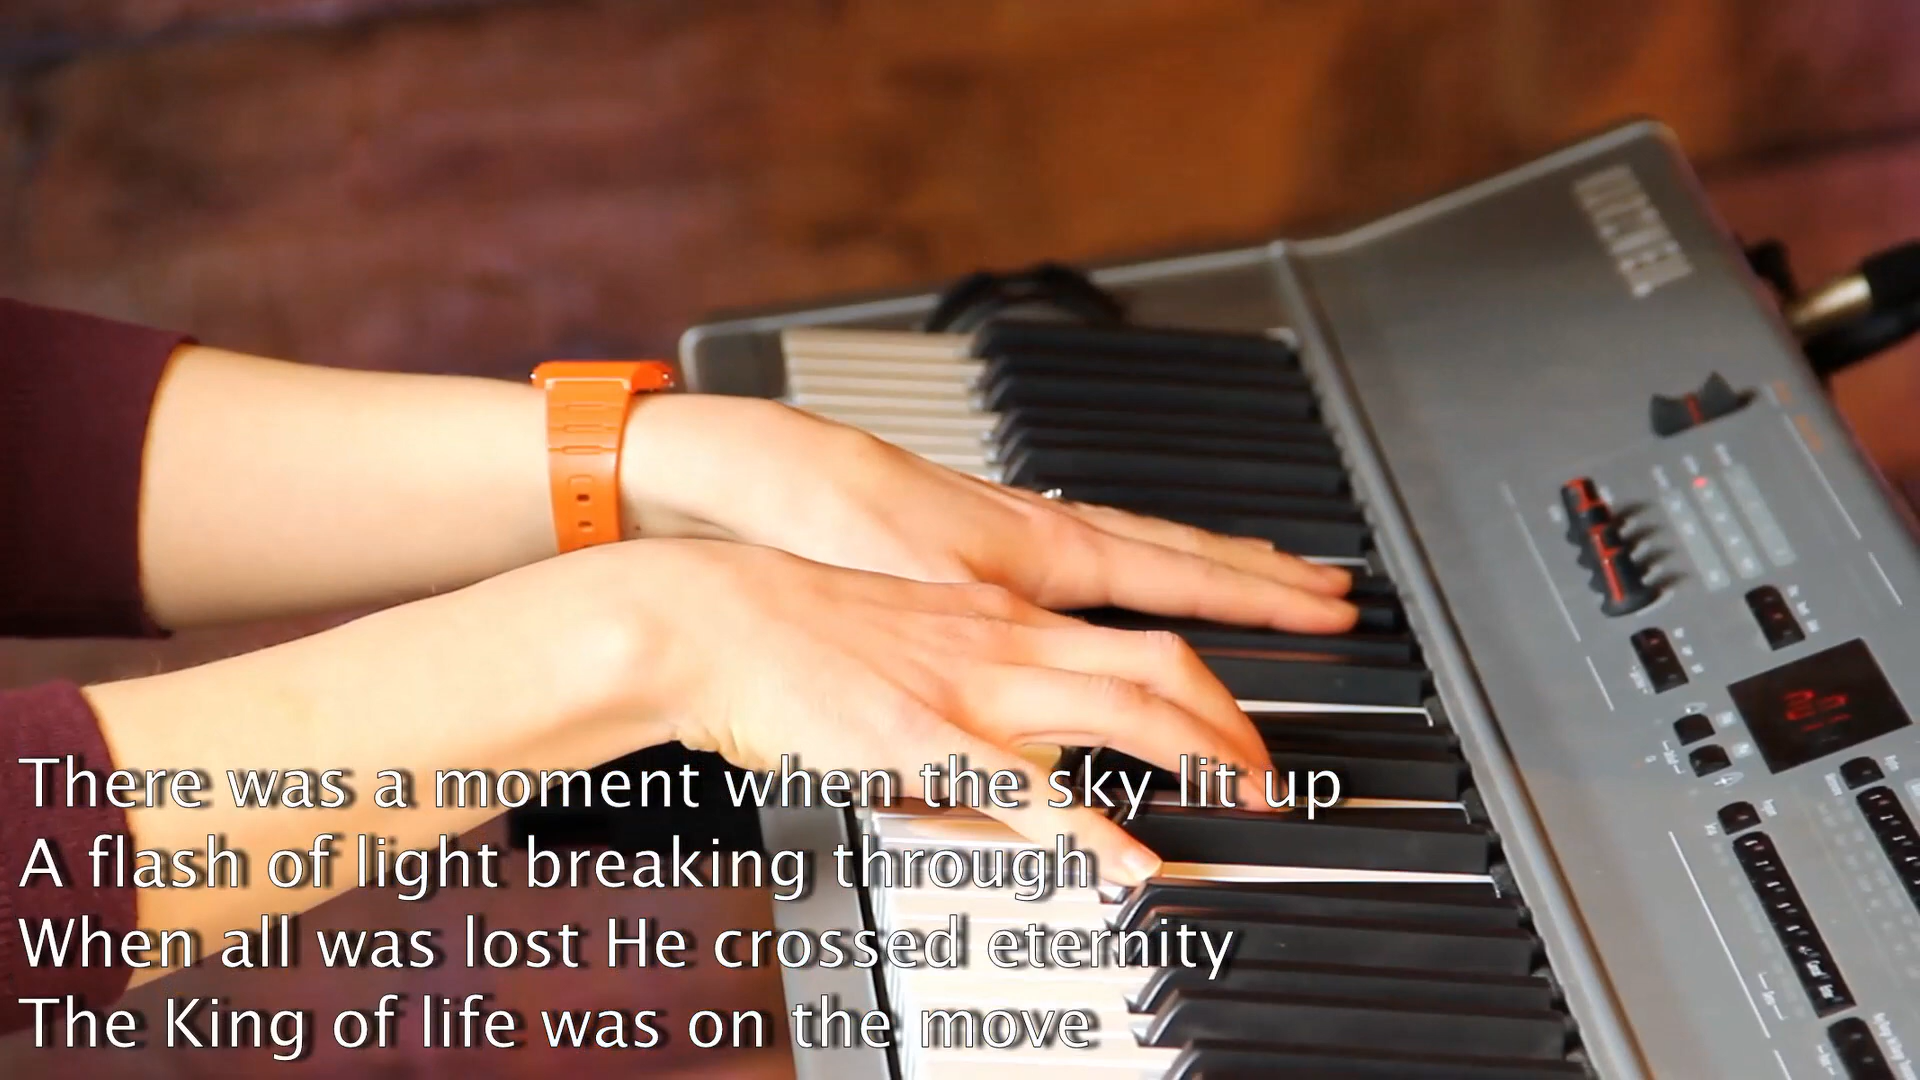 There was a moment when the sky lit up
A flash of light breaking through
When all was lost He crossed eternity
The King of life was on the move